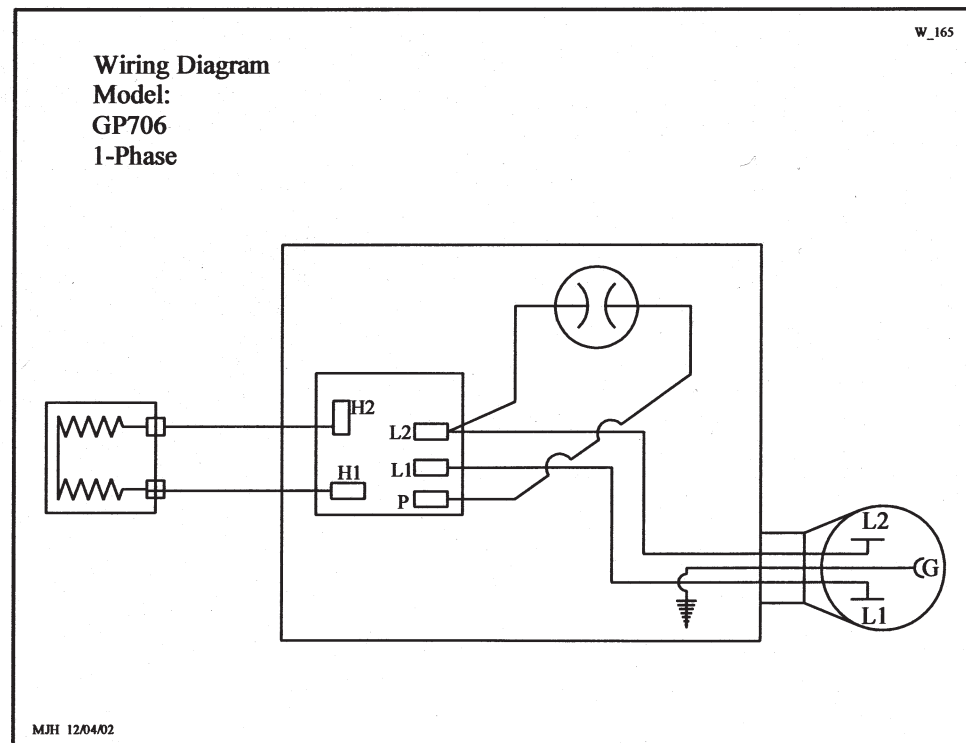 W_165
Wiring Diagram
Model:
GP706
1-Phase
H2
L2
H1
L1
P
L2
G
L1
MJH 12/04/02